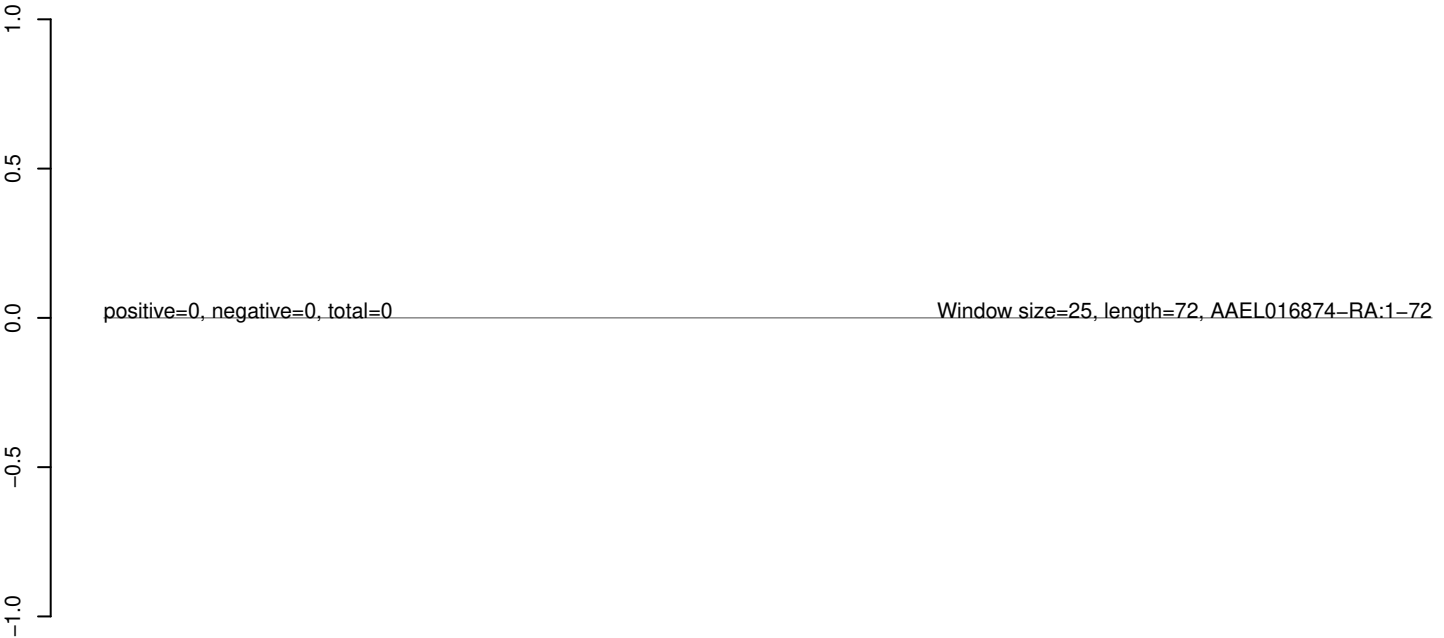 1.0
0.5
0.0
−0.5
−1.0
positive=0, negative=0, total=0
Window size=25, length=72, AAEL016874−RA:1−72